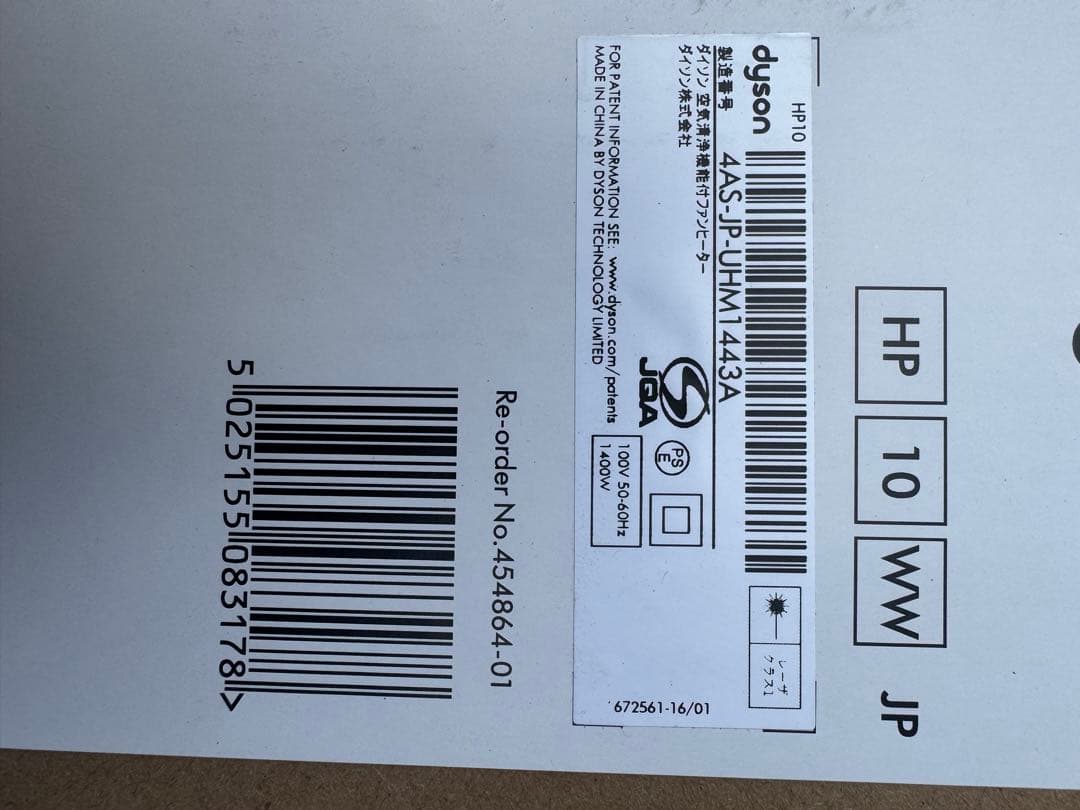 HP
10
WW
JP
HP10
dyson
製造番号 4AS-JP-UHM1443A
ダイソン 空気清浄機能付ファンヒーター
ダイソン株式会社
JQA
PS
E
100V 50-60Hz
1400W
FOR PATENT INFORMATION SEE: www.dyson.com/patents
MADE IN CHINA BY DYSON TECHNOLOGY LIMITED
レーザ
クラス1
672561-16/01
Re-order No.454864-01
5 025155 083178 >